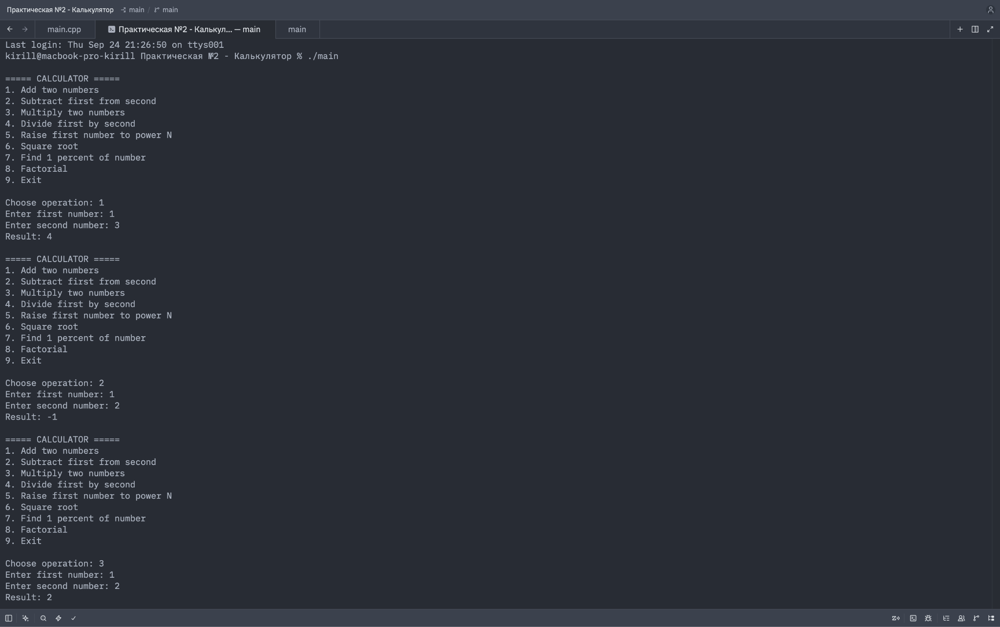 Практическая №2 - Калькулятор main / main
main.cpp Практическая №2 - Калькул... — main main
Last login: Thu Sep 24 21:26:50 on ttys001
kirill@macbook-pro-kirill Практическая №2 - Калькулятор % ./main
===== CALCULATOR =====
1. Add two numbers
2. Subtract first from second
3. Multiply two numbers
4. Divide first by second
5. Raise first number to power N
6. Square root
7. Find 1 percent of number
8. Factorial
9. Exit
Choose operation: 1
Enter first number: 1
Enter second number: 3
Result: 4
===== CALCULATOR =====
1. Add two numbers
2. Subtract first from second
3. Multiply two numbers
4. Divide first by second
5. Raise first number to power N
6. Square root
7. Find 1 percent of number
8. Factorial
9. Exit
Choose operation: 2
Enter first number: 1
Enter second number: 2
Result: -1
===== CALCULATOR =====
1. Add two numbers
2. Subtract first from second
3. Multiply two numbers
4. Divide first by second
5. Raise first number to power N
6. Square root
7. Find 1 percent of number
8. Factorial
9. Exit
Choose operation: 3
Enter first number: 1
Enter second number: 2
Result: 2